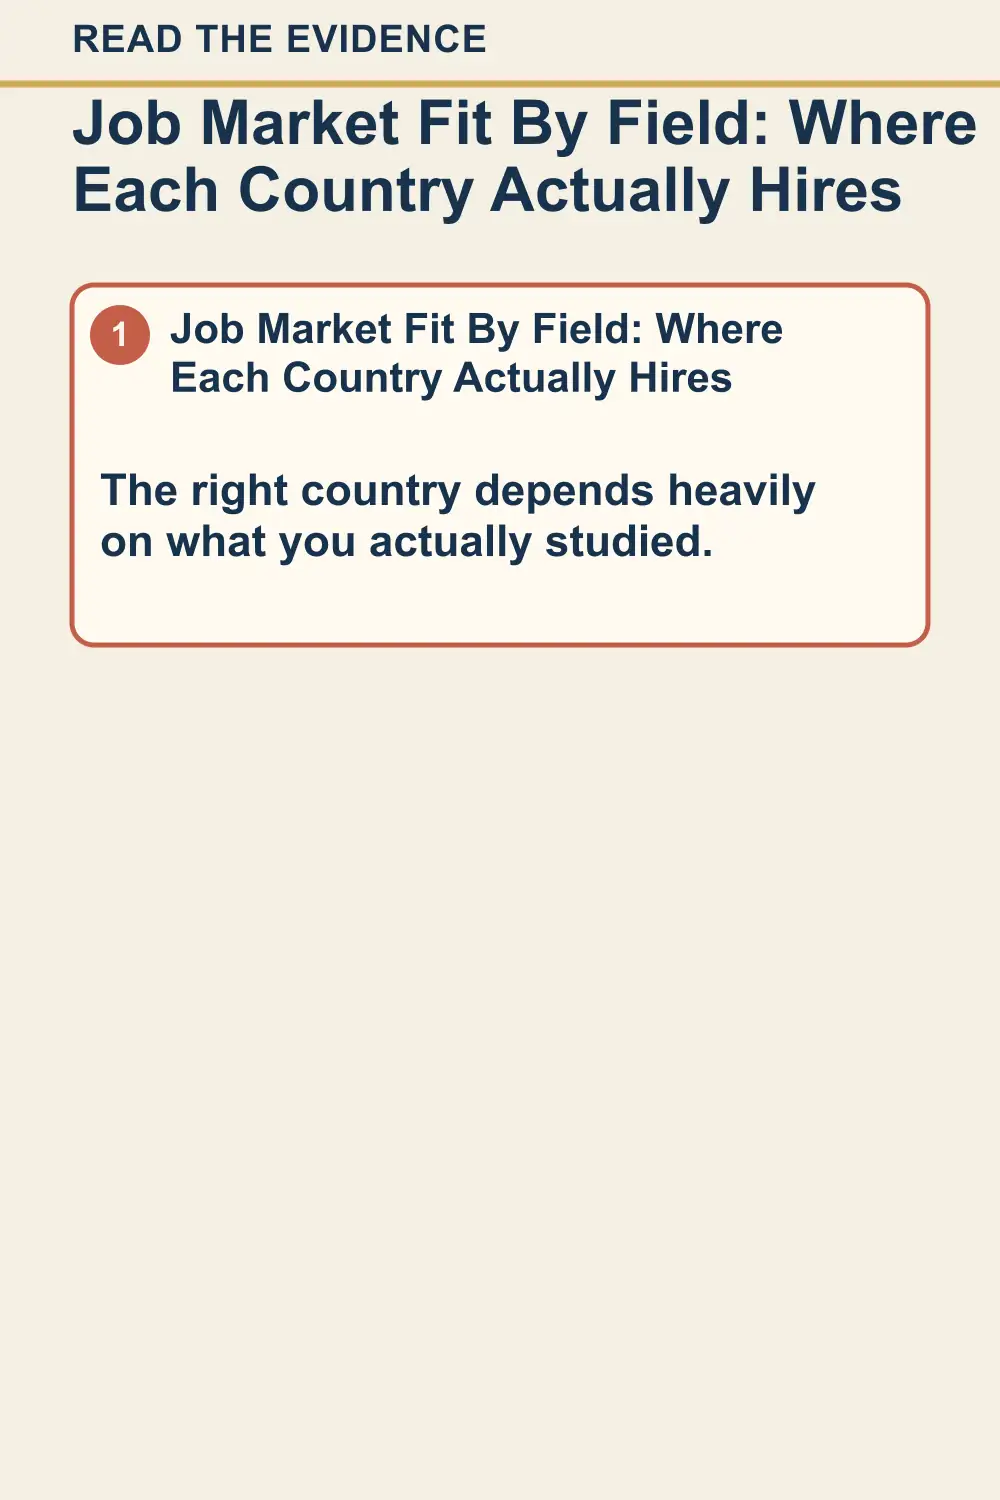 READ THE EVIDENCE
Job Market Fit By Field: Where
Each Country Actually Hires
1
Job Market Fit By Field: Where
Each Country Actually Hires
The right country depends heavily
on what you actually studied.